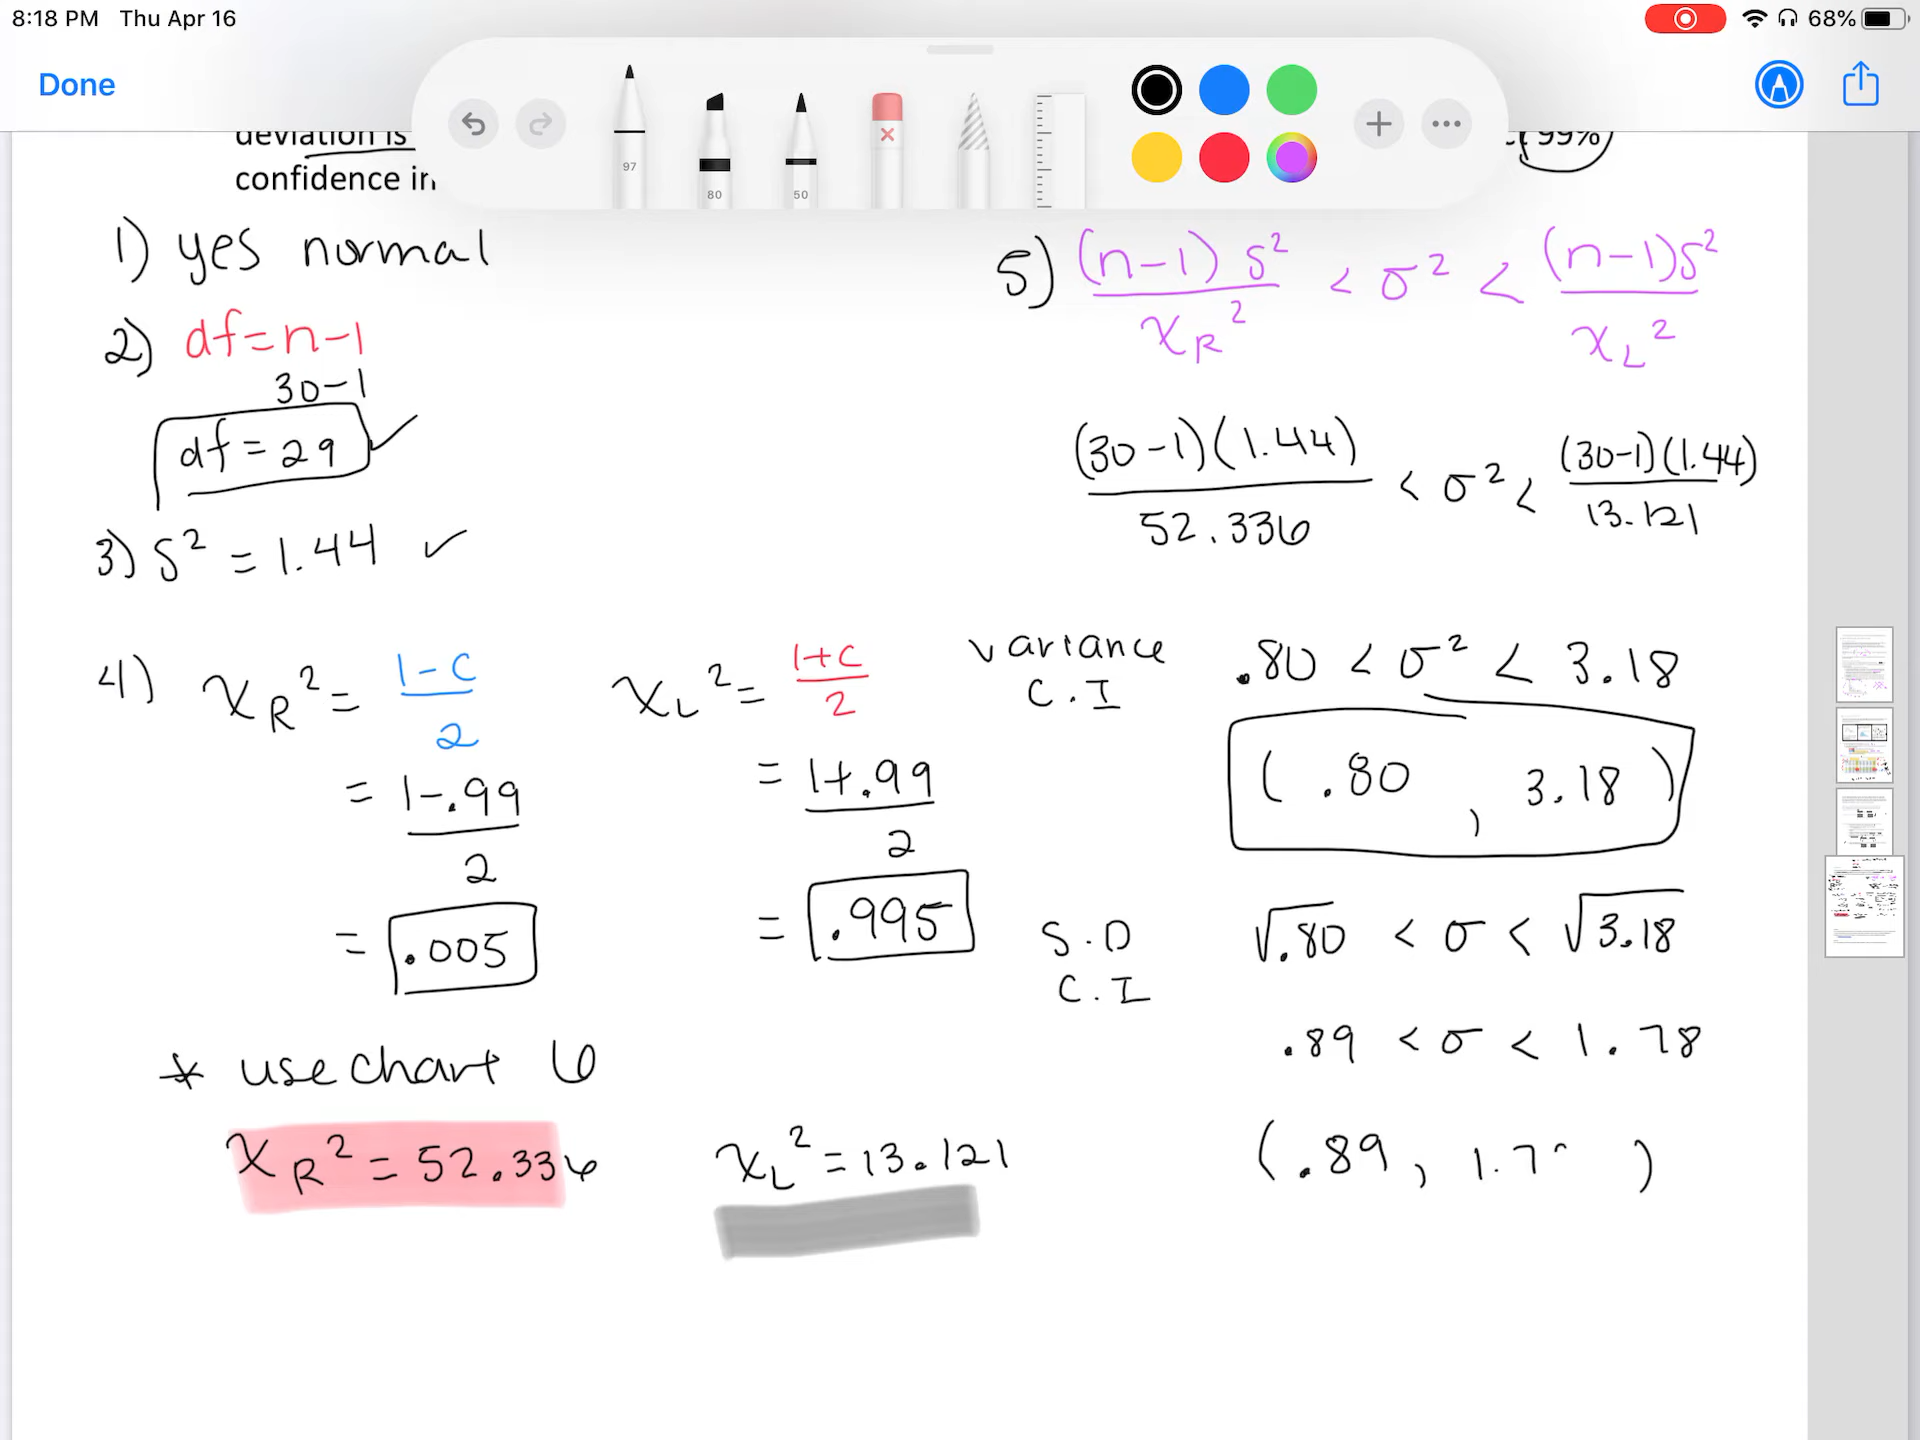 8:18 PM Thu Apr 16
68%
Done
97
80
50
deviation is
99%
confidence in
1) yes normal
2) df=n-1
30-1
df=29
3) s² = 1.44
4) χR² = 1-c / 2
= 1-.99 / 2
= .005
χL² = 1+c / 2
= 1+.99 / 2
= .995
* use chart 6
χR² = 52.336
χL² = 13.121
5) (n-1) s² / χR² < σ² < (n-1)s² / χL²
(30-1)(1.44) / 52.336 < σ² < (30-1)(1.44) / 13.121
variance C.I
.80 < σ² < 3.18
( .80 , 3.18 )
S.D C.I
√.80 < σ < √3.18
.89 < σ < 1.78
( .89, 1.7 )